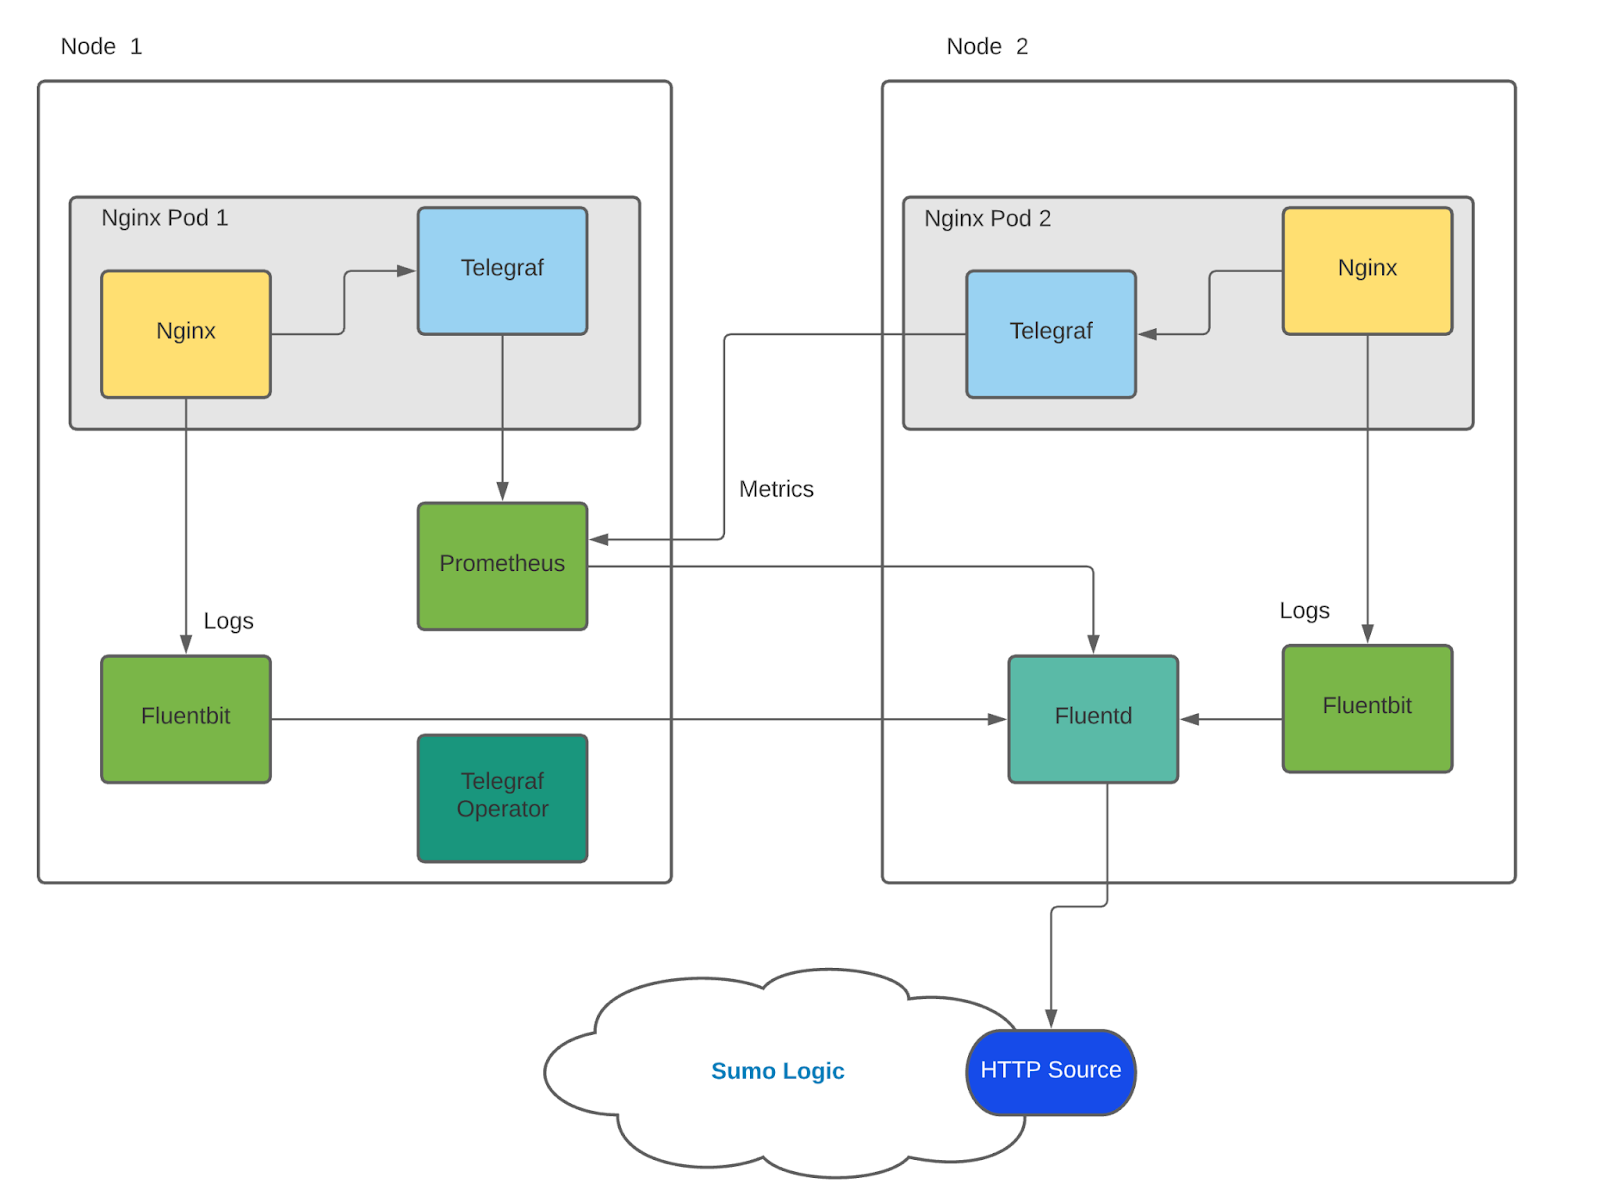 Node  1
Node  2
Nginx Pod 1
Telegraf
Nginx
Nginx Pod 2
Nginx
Telegraf
Metrics
Prometheus
Logs
Logs
Fluentbit
Fluentd
Fluentbit
Telegraf
Operator
Sumo Logic
HTTP Source